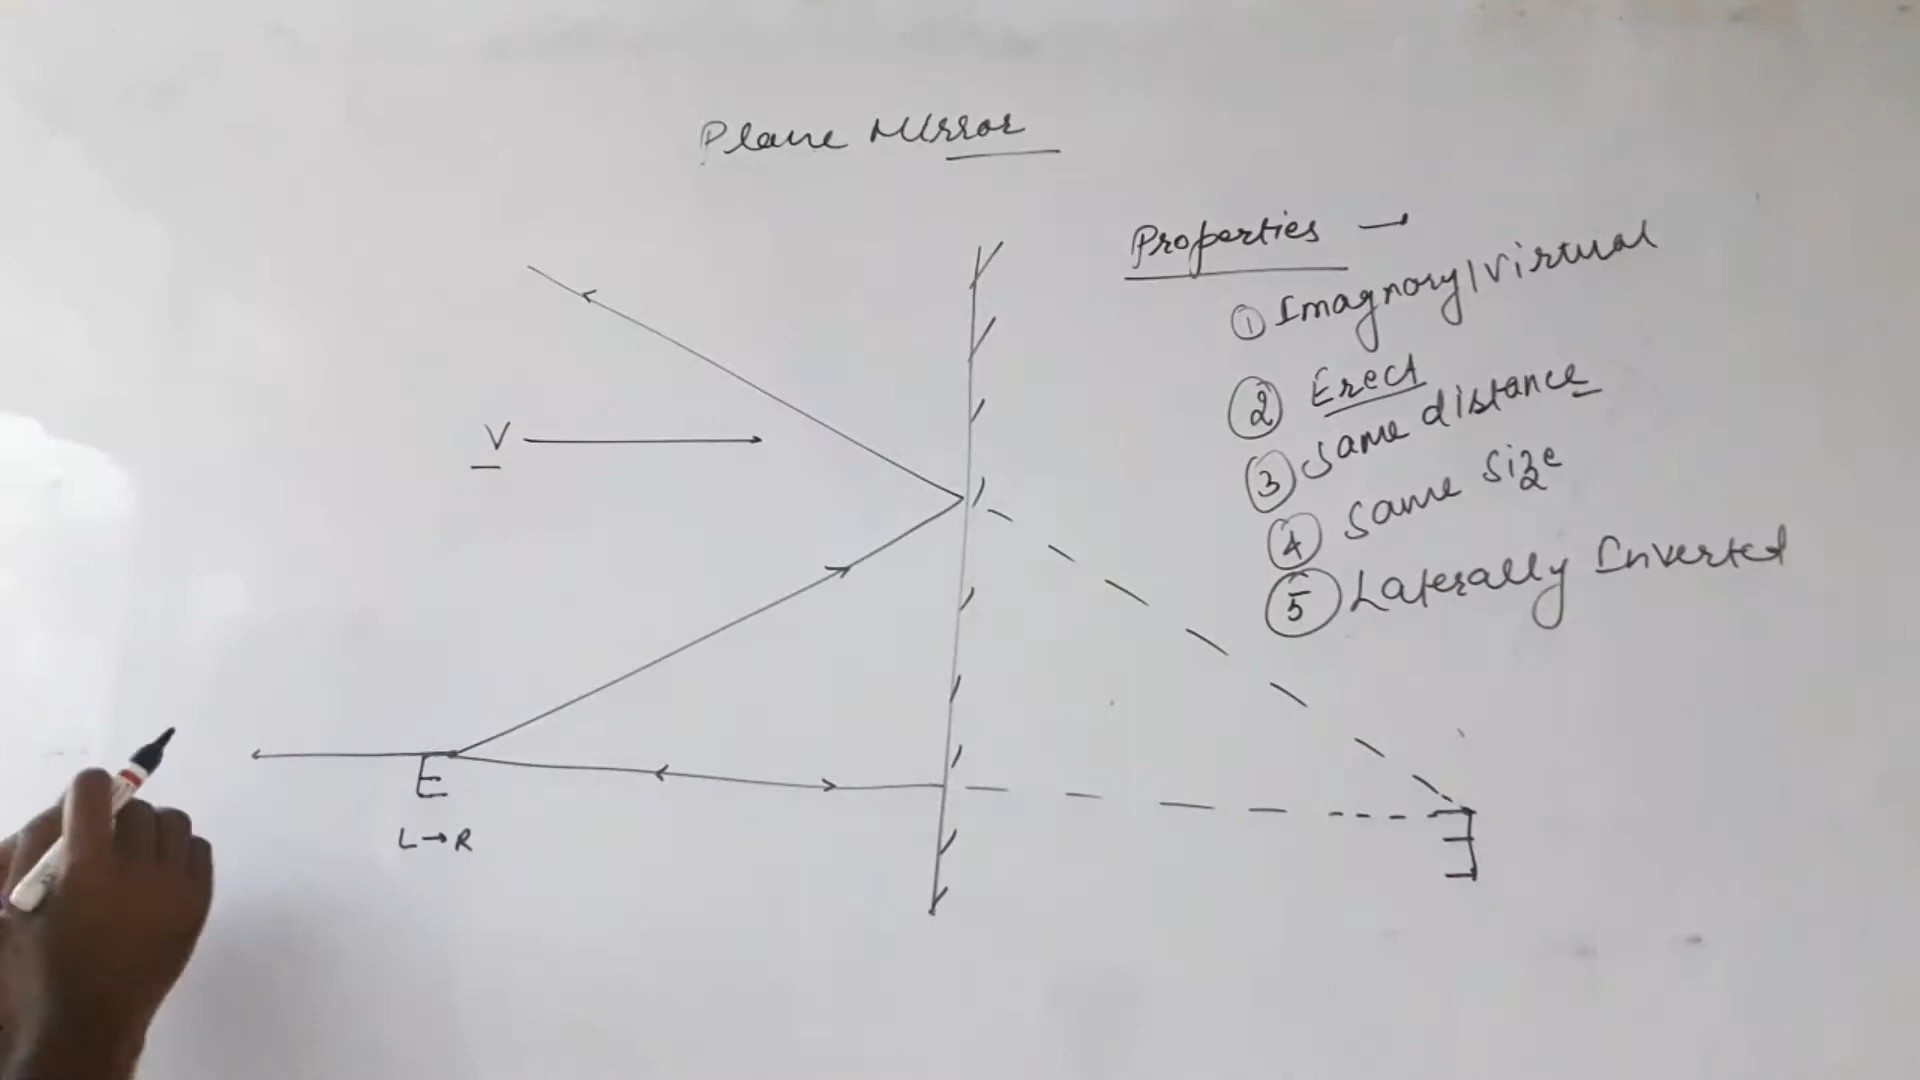 Plane Mirror
Properties →
① Imagnory/Virtual
② Erect
③ Same distance
④ Same Size
⑤ Laterally Inverted
V
E
L→R
Ǝ